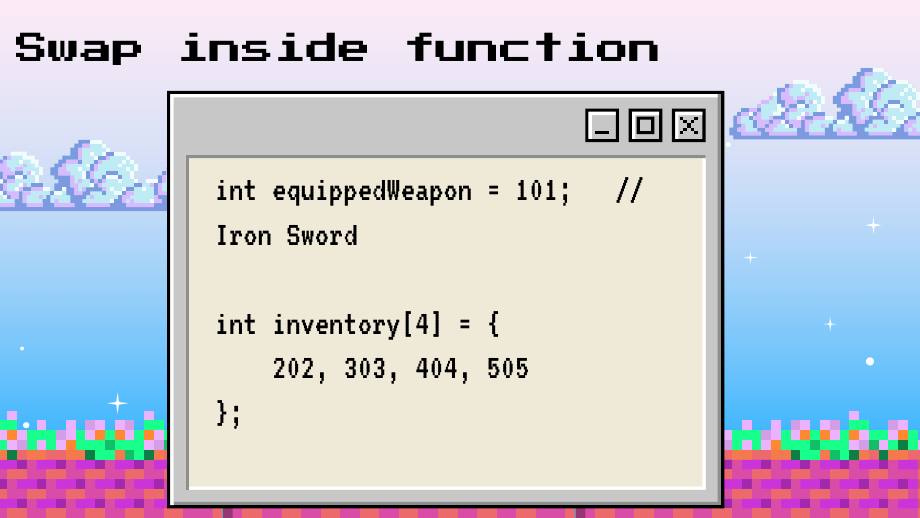 Swap inside function
int equippedWeapon = 101;   //
Iron Sword
int inventory[4] = {
    202, 303, 404, 505
};